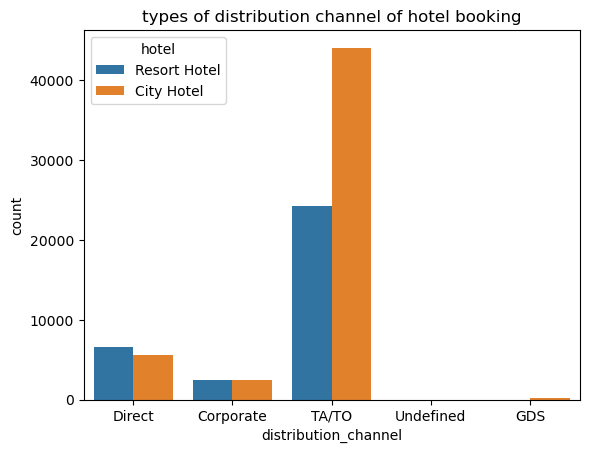 types of distribution channel of hotel booking
hotel
Resort Hotel
City Hotel
40000
30000
20000
10000
0
count
Direct Corporate TA/TO Undefined GDS
distribution_channel